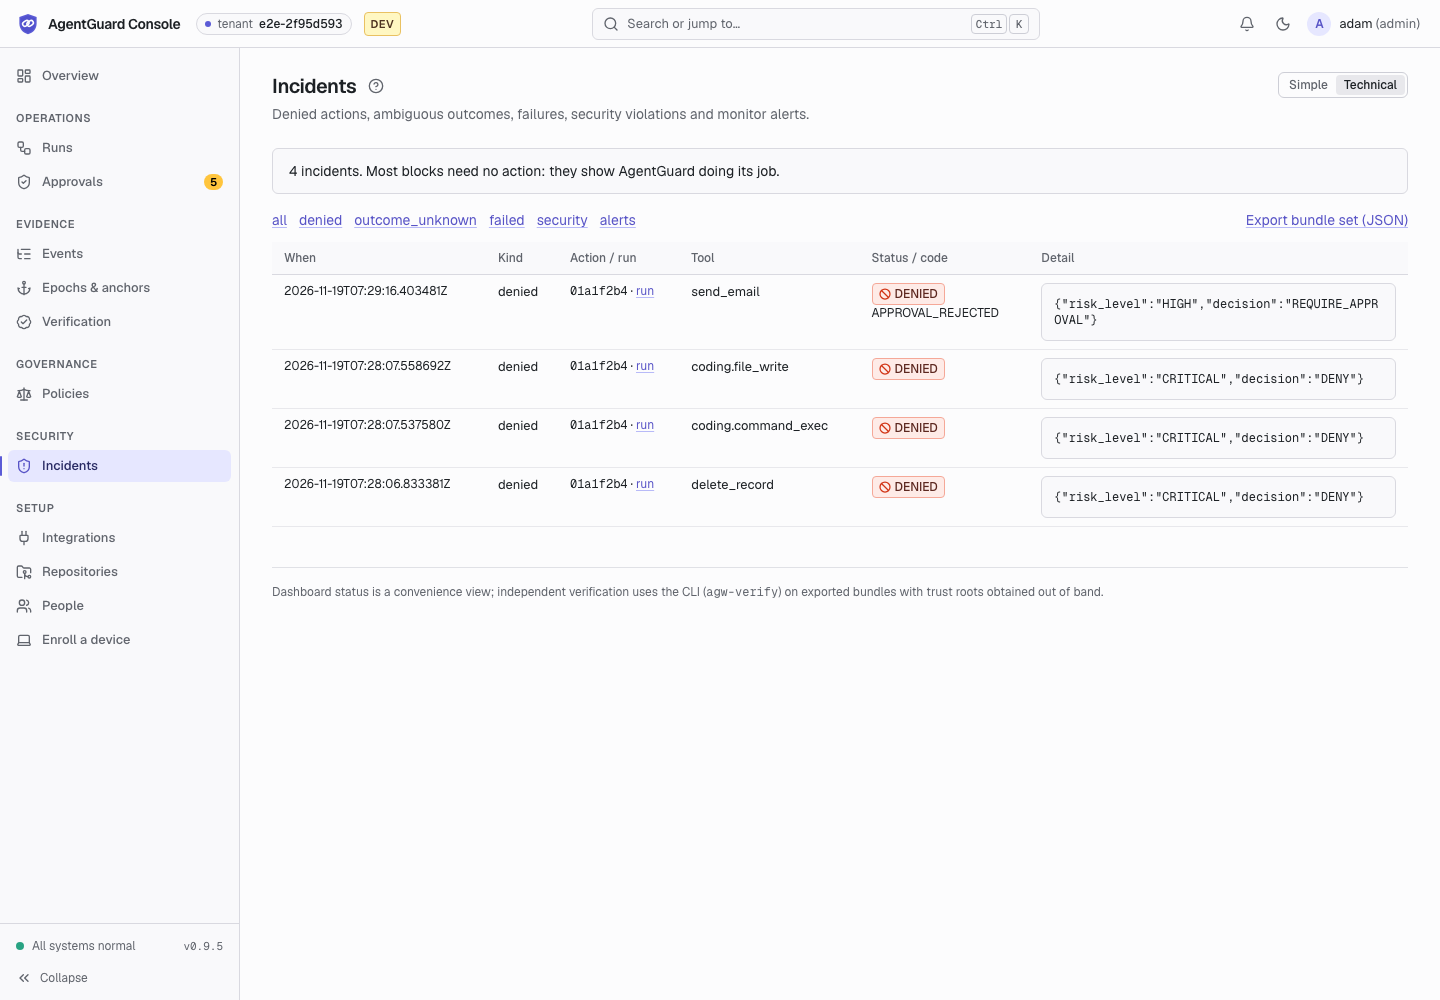 AgentGuard Console
tenant e2e-2f95d593
DEV
Search or jump to...
Ctrl K
A
adam (admin)
Overview
OPERATIONS
Runs
Approvals 5
EVIDENCE
Events
Epochs & anchors
Verification
GOVERNANCE
Policies
SECURITY
Incidents
SETUP
Integrations
Repositories
People
Enroll a device
All systems normal v0.9.5
Collapse
Incidents
Simple Technical
Denied actions, ambiguous outcomes, failures, security violations and monitor alerts.
4 incidents. Most blocks need no action: they show AgentGuard doing its job.
all denied outcome_unknown failed security alerts Export bundle set (JSON)
When Kind Action / run Tool Status / code Detail
2026-11-19T07:29:16.403481Z denied 01a1f2b4 · run send_email DENIED {"risk_level":"HIGH","decision":"REQUIRE_APPR
APPROVAL_REJECTED OVAL"}
2026-11-19T07:28:07.558692Z denied 01a1f2b4 · run coding.file_write DENIED {"risk_level":"CRITICAL","decision":"DENY"}
2026-11-19T07:28:07.537580Z denied 01a1f2b4 · run coding.command_exec DENIED {"risk_level":"CRITICAL","decision":"DENY"}
2026-11-19T07:28:06.833381Z denied 01a1f2b4 · run delete_record DENIED {"risk_level":"CRITICAL","decision":"DENY"}
Dashboard status is a convenience view; independent verification uses the CLI (agw-verify) on exported bundles with trust roots obtained out of band.